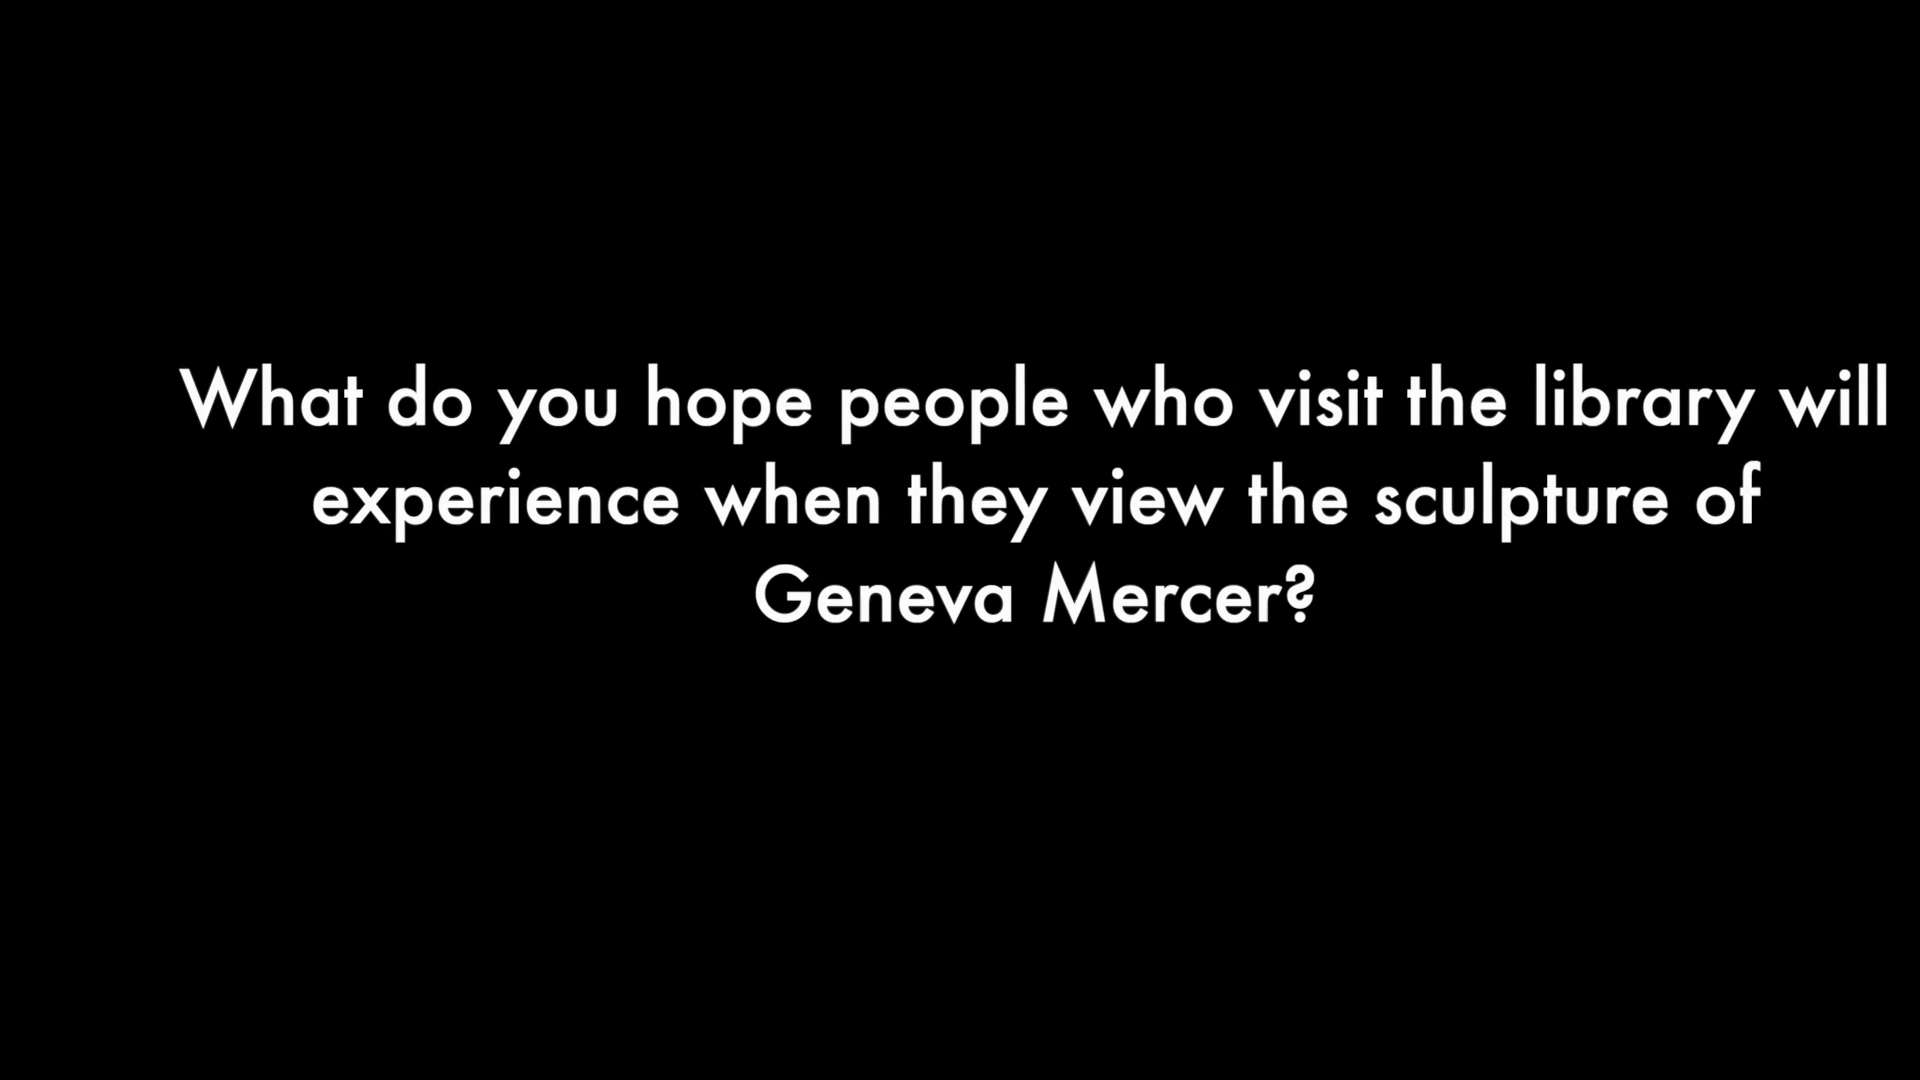 What do you hope people who visit the library will
experience when they view the sculpture of
Geneva Mercer?